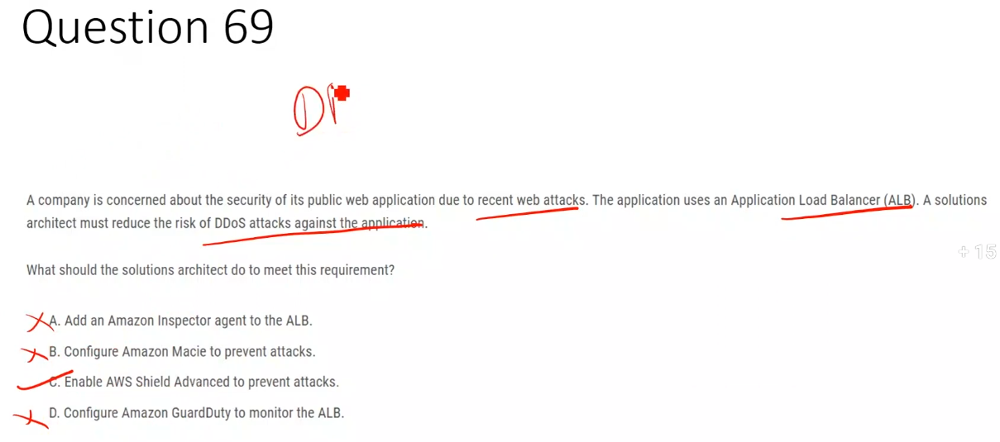 Question 69
D
A company is concerned about the security of its public web application due to recent web attacks. The application uses an Application Load Balancer (ALB). A solutions
architect must reduce the risk of DDoS attacks against the application.
+ 15
What should the solutions architect do to meet this requirement?
A. Add an Amazon Inspector agent to the ALB.
B. Configure Amazon Macie to prevent attacks.
C. Enable AWS Shield Advanced to prevent attacks.
D. Configure Amazon GuardDuty to monitor the ALB.